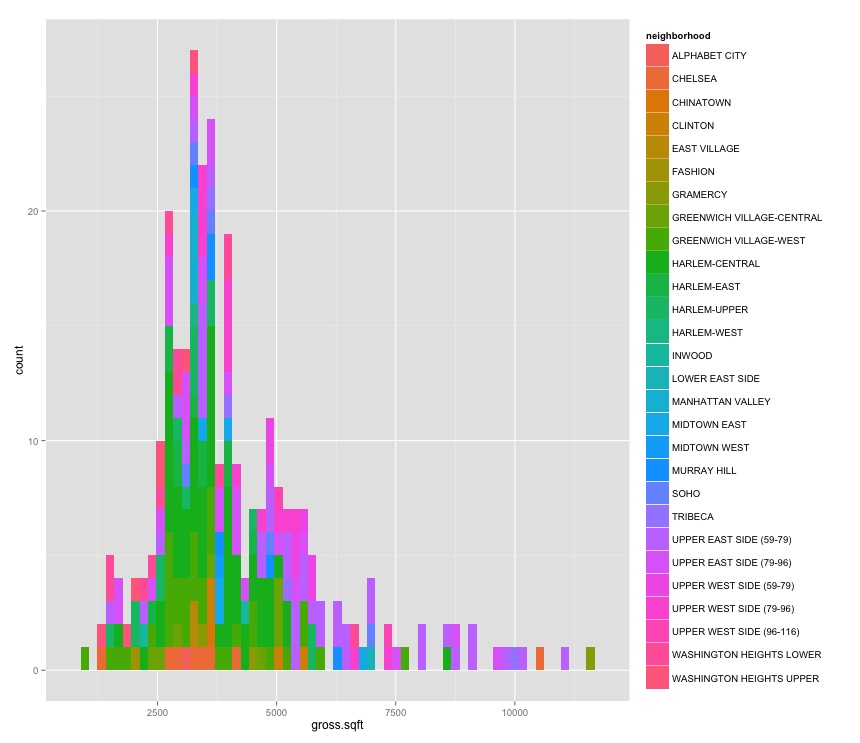 20
10
0
count
2500
5000
7500
10000
gross.sqft
neighborhood
ALPHABET CITY
CHELSEA
CHINATOWN
CLINTON
EAST VILLAGE
FASHION
GRAMERCY
GREENWICH VILLAGE-CENTRAL
GREENWICH VILLAGE-WEST
HARLEM-CENTRAL
HARLEM-EAST
HARLEM-UPPER
HARLEM-WEST
INWOOD
LOWER EAST SIDE
MANHATTAN VALLEY
MIDTOWN EAST
MIDTOWN WEST
MURRAY HILL
SOHO
TRIBECA
UPPER EAST SIDE (59-79)
UPPER EAST SIDE (79-96)
UPPER WEST SIDE (59-79)
UPPER WEST SIDE (79-96)
UPPER WEST SIDE (96-116)
WASHINGTON HEIGHTS LOWER
WASHINGTON HEIGHTS UPPER